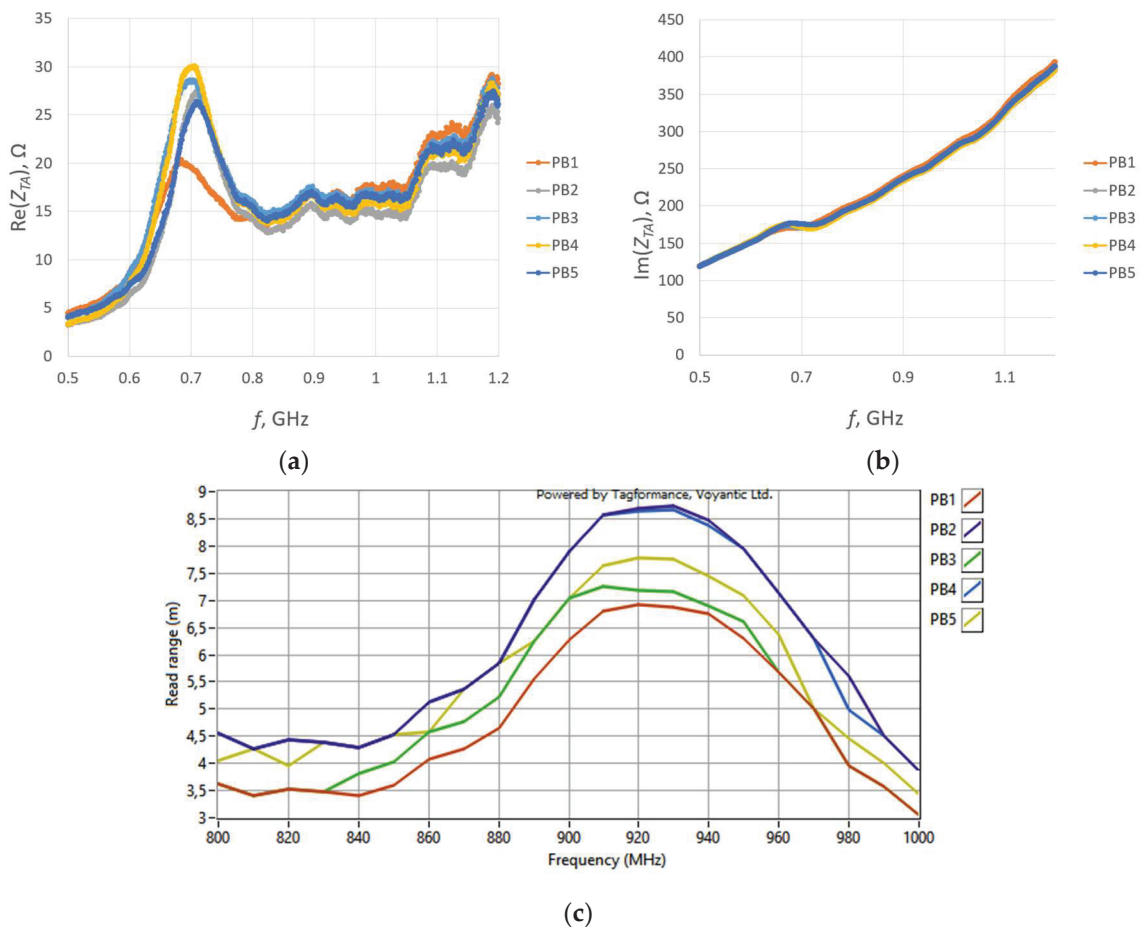 35
30
25
20
15
10
5
0
Re(Z_TA), Ω
0.5 0.6 0.7 0.8 0.9 1 1.1 1.2
f, GHz
PB1
PB2
PB3
PB4
PB5
(a)
450
400
350
300
250
200
150
100
50
0
Im(Z_TA), Ω
0.5 0.7 0.9 1.1
f, GHz
PB1
PB2
PB3
PB4
PB5
(b)
Powered by Tagformance, Voyantic Ltd.
9
8,5
8
7,5
7
6,5
6
5,5
5
4,5
4
3,5
3
Read range (m)
800 820 840 860 880 900 920 940 960 980 1000
Frequency (MHz)
PB1
PB2
PB3
PB4
PB5
(c)